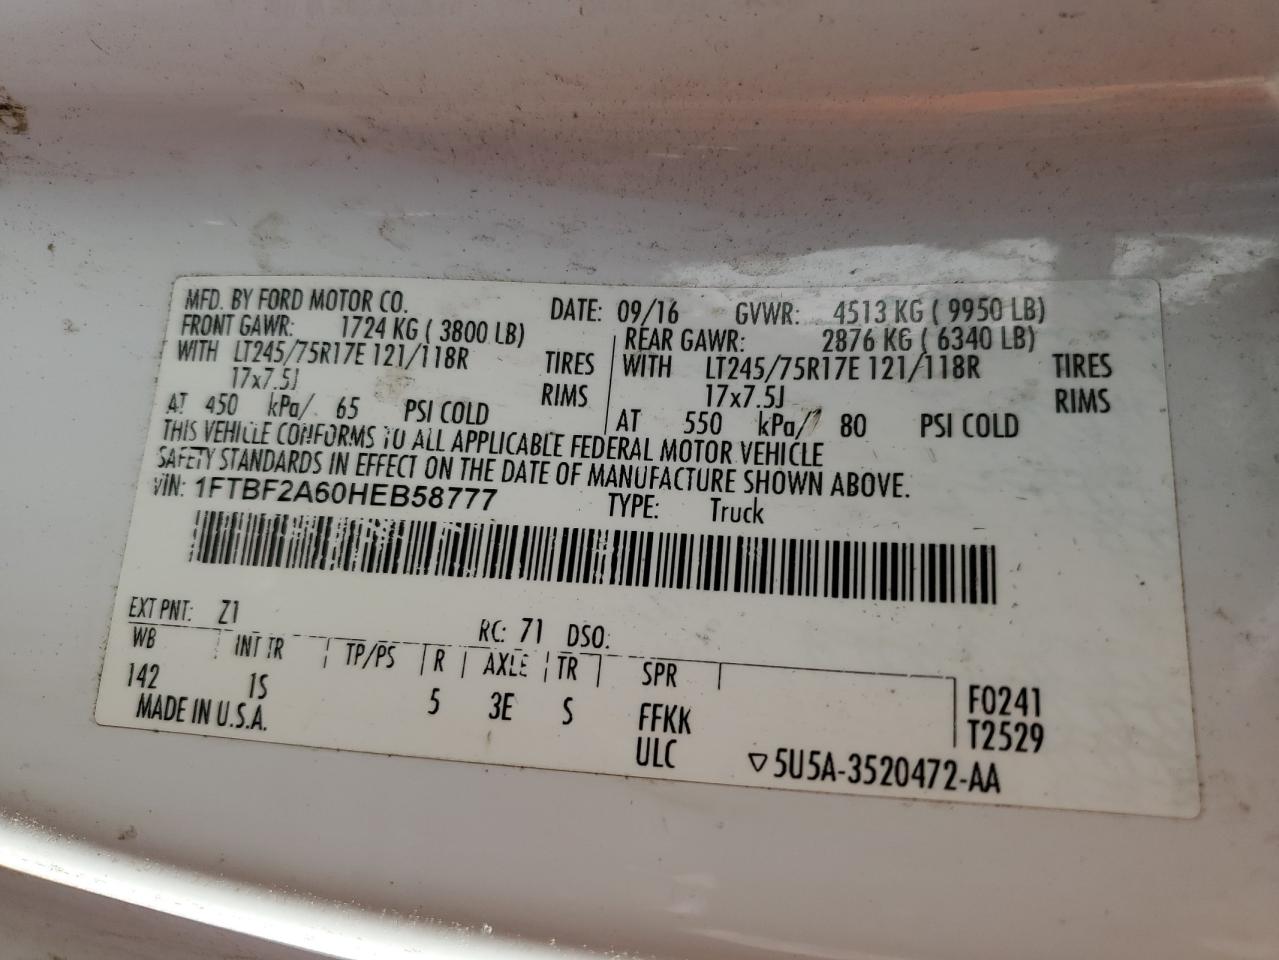 MFD. BY FORD MOTOR CO. DATE: 09/16 GVWR: 4513 KG ( 9950 LB)
FRONT GAWR: 1724 KG ( 3800 LB) REAR GAWR: 2876 KG ( 6340 LB)
WITH LT245/75R17E 121/118R TIRES WITH LT245/75R17E 121/118R TIRES
17x7.5J RIMS 17x7.5J RIMS
AT 450 kPa/ 65 PSI COLD AT 550 kPa/ 80 PSI COLD
THIS VEHICLE CONFORMS TO ALL APPLICABLE FEDERAL MOTOR VEHICLE
SAFETY STANDARDS IN EFFECT ON THE DATE OF MANUFACTURE SHOWN ABOVE.
VIN: 1FTBF2A60HEB58777 TYPE: Truck
EXT PNT: Z1 RC: 71 DSO:
WB INT TR TP/PS R AXLE TR SPR
142 1S 5 3E S FFKK F0241
MADE IN U.S.A. ULC T2529
▽5U5A-3520472-AA